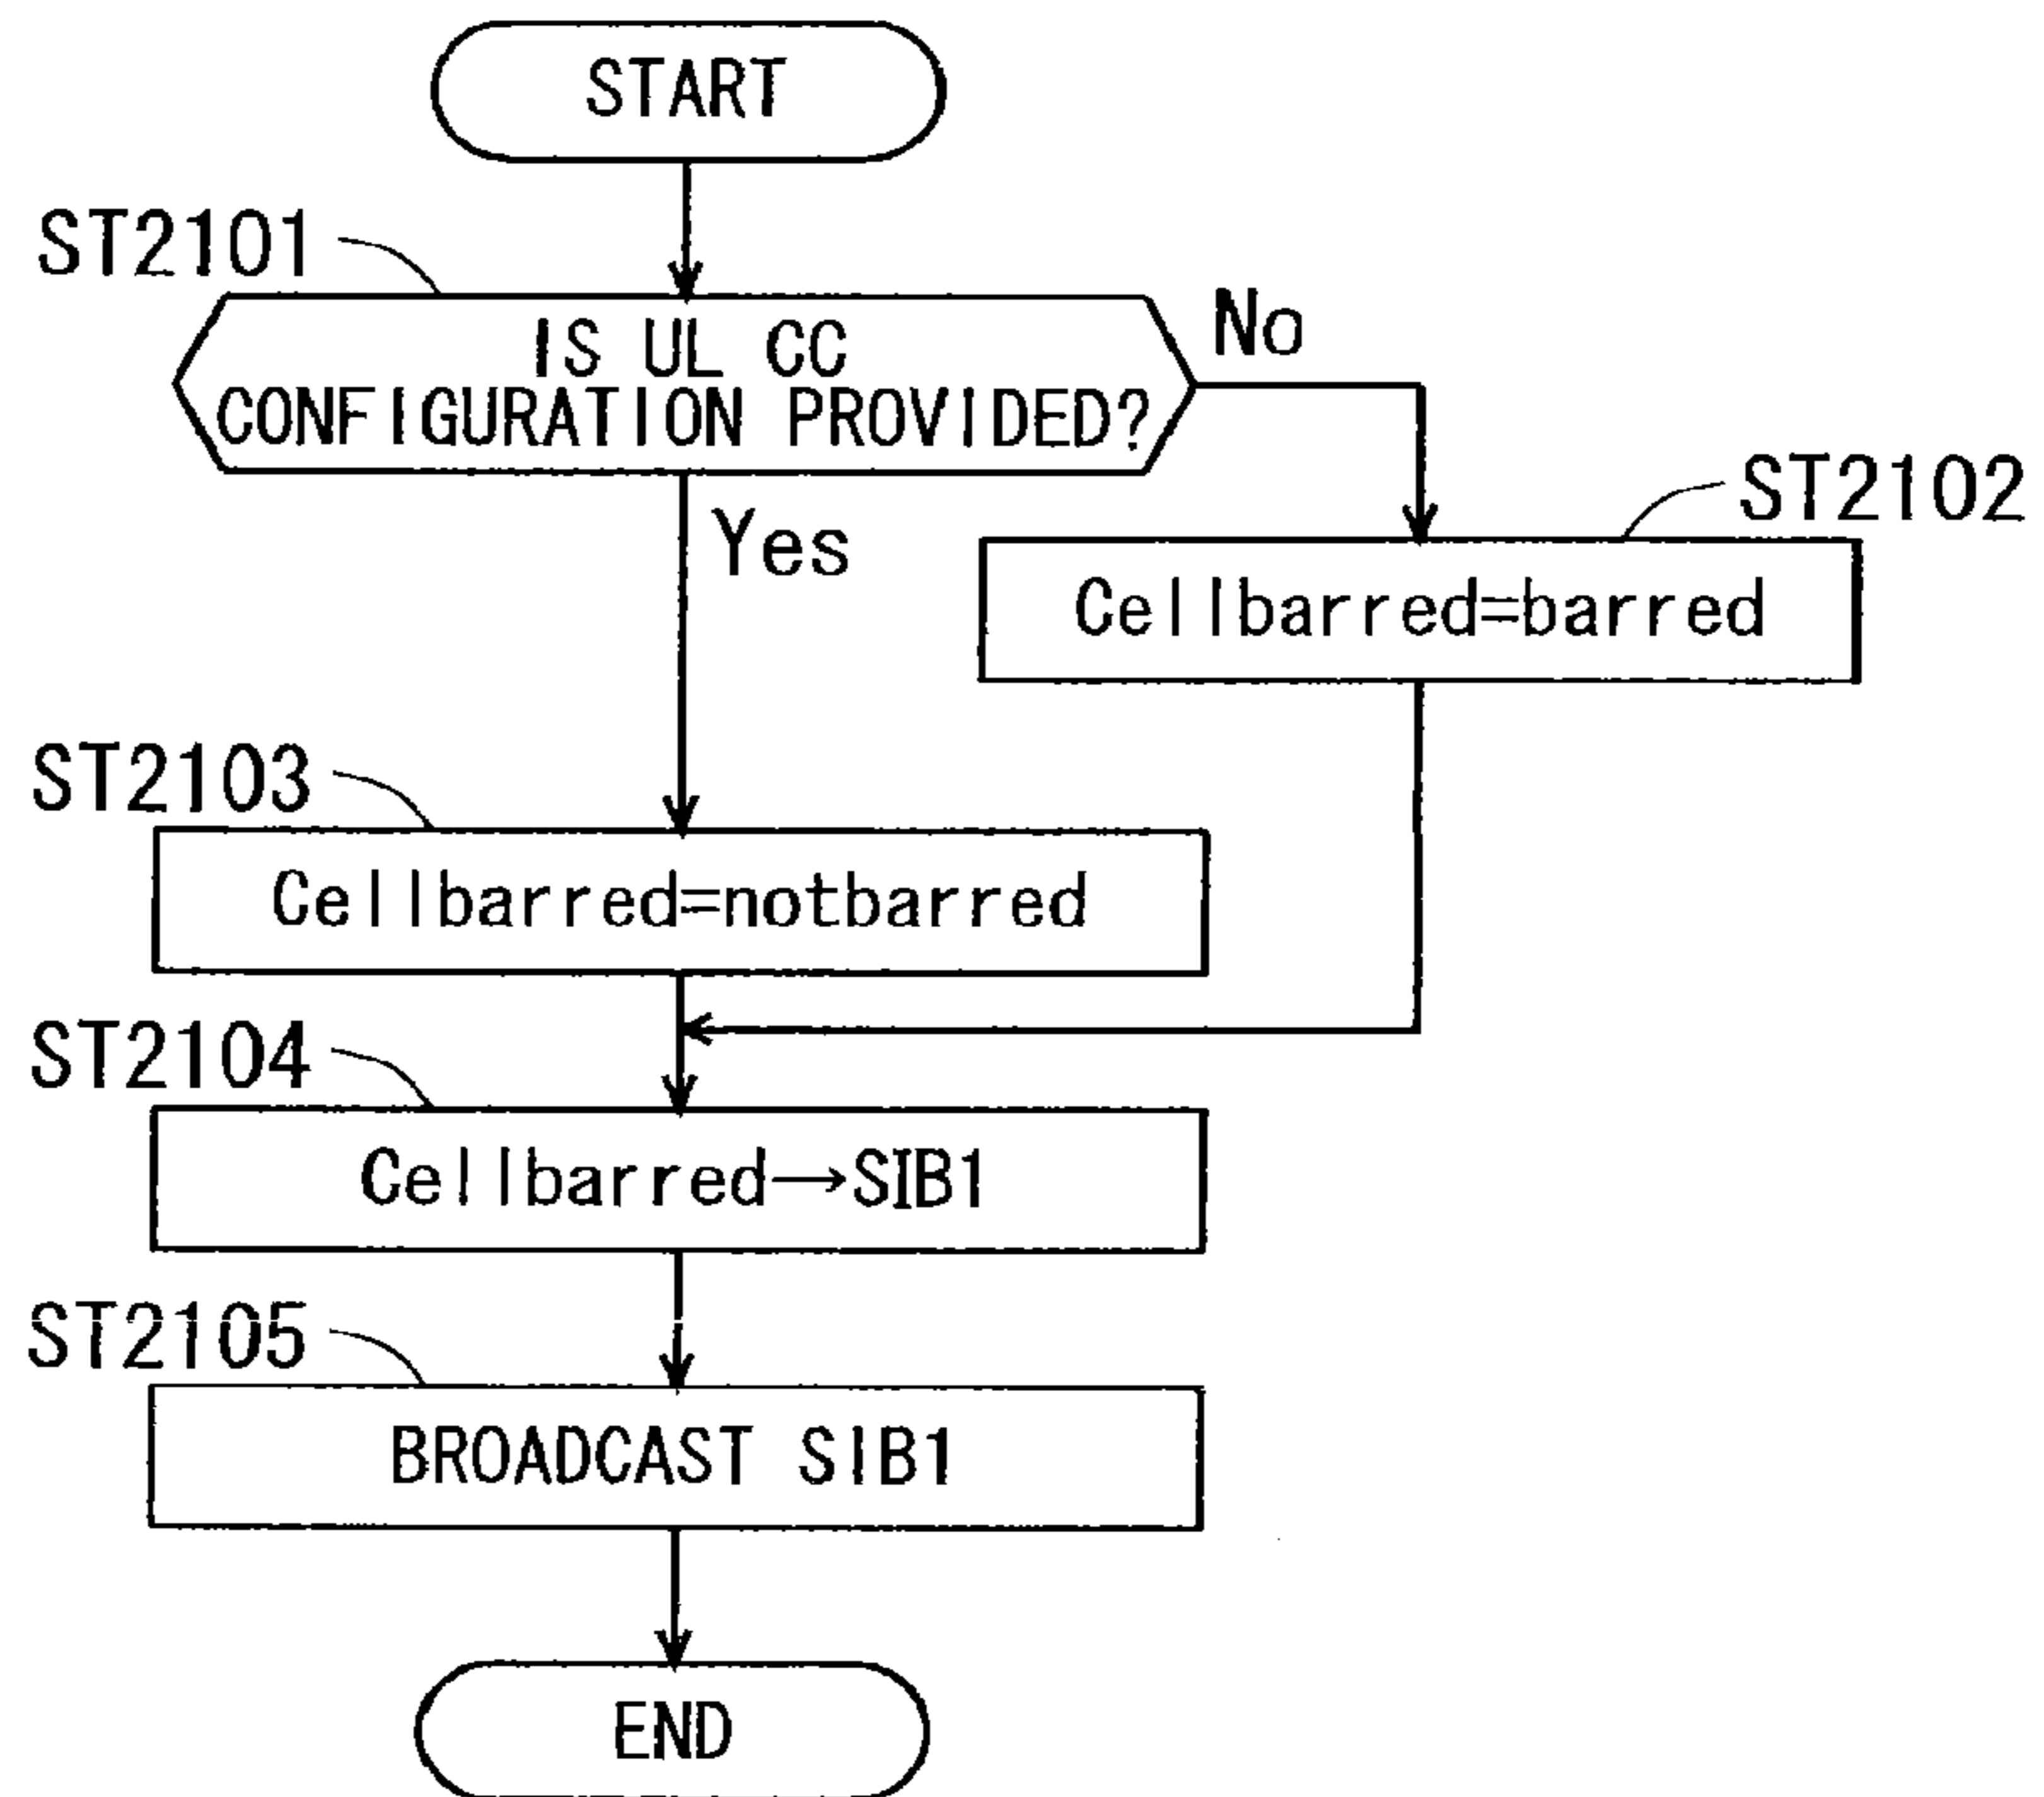 START
ST2101
IS UL CC
CONFIGURATION PROVIDED?
No
Yes
ST2102
Cellbarred=barred
ST2103
Cellbarred=notbarred
ST2104
Cellbarred→SIB1
ST2105
BROADCAST SIB1
END